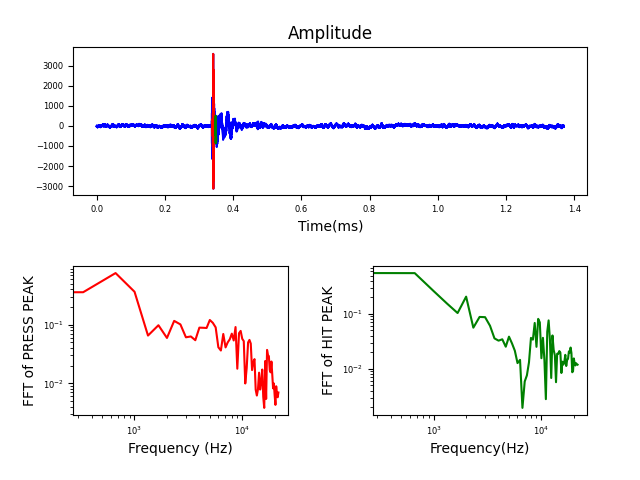 Amplitude
3000
2000
1000
0
−1000
−2000
−3000
0.0 0.2 0.4 0.6 0.8 1.0 1.2 1.4
Time(ms)
FFT of PRESS PEAK
10⁻¹
10⁻²
10³ 10⁴
Frequency (Hz)
FFT of HIT PEAK
10⁻¹
10⁻²
10³ 10⁴
Frequency(Hz)